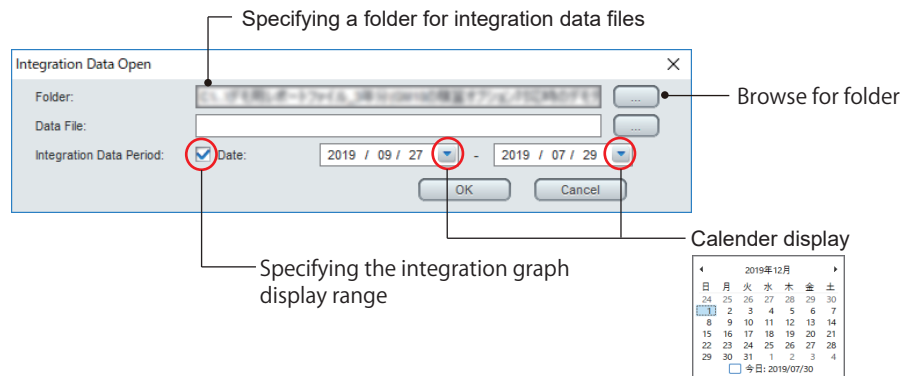 Specifying a folder for integration data files
Integration Data Open
Folder:
...
Browse for folder
Data File:
...
Integration Data Period:
Date:
2019 / 09 / 27
-
2019 / 07 / 29
OK
Cancel
Calender display
Specifying the integration graph
display range
2019年12月
日 月 火 水 木 金 土
24 25 26 27 28 29 30
1 2 3 4 5 6 7
8 9 10 11 12 13 14
15 16 17 18 19 20 21
22 23 24 25 26 27 28
29 30 31 1 2 3 4
今日: 2019/07/30